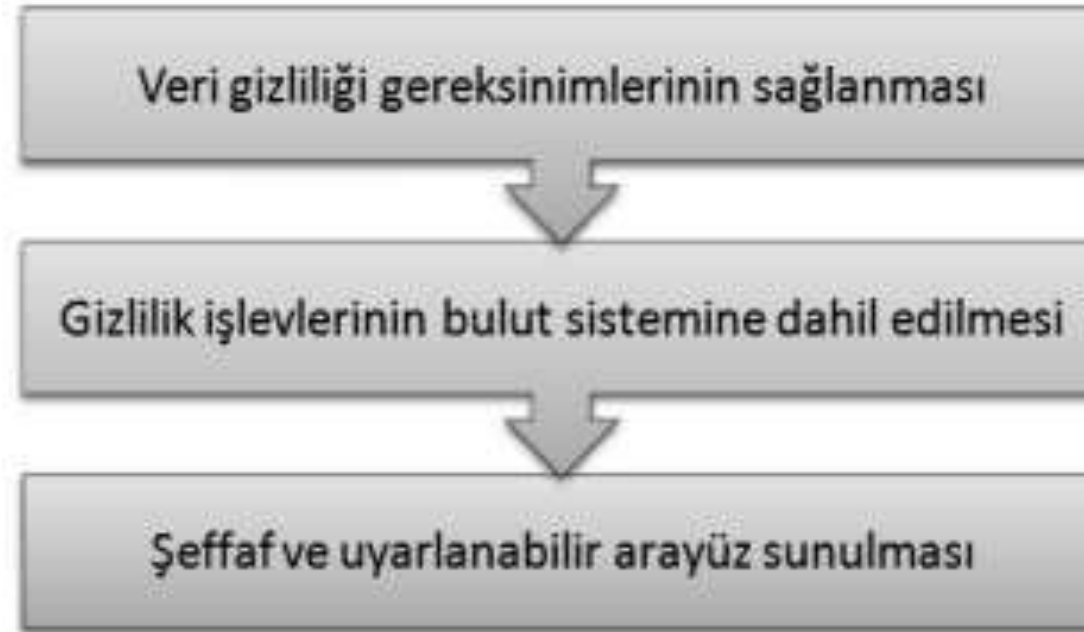 Veri gizliliği gereksinimlerinin sağlanması
Gizlilik işlevlerinin bulut sistemine dahil edilmesi
Şeffaf ve uyarlanabilir arayüz sunulması